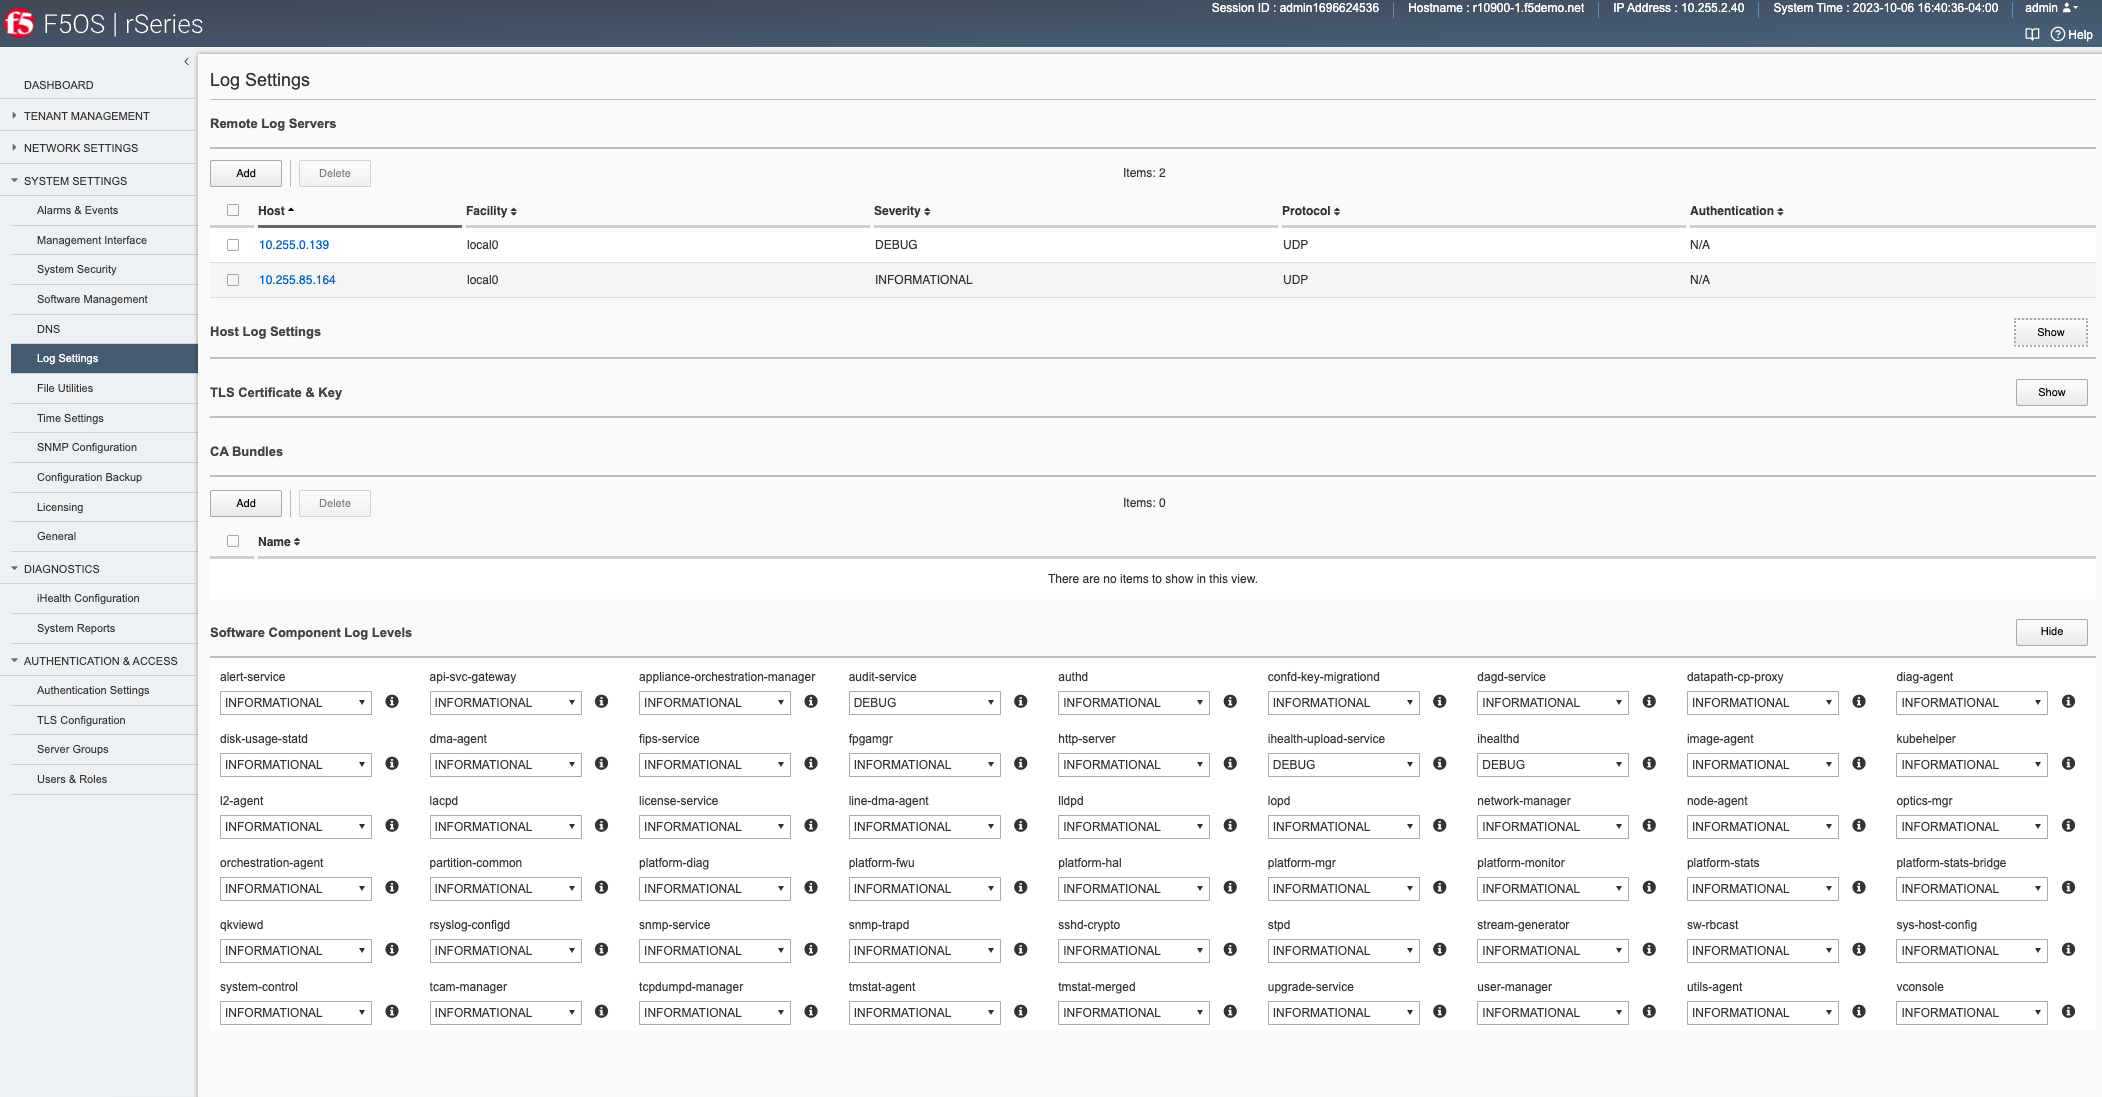 f5 F5OS | rSeries
Session ID : admin1696624536 Hostname : r10900-1.f5demo.net IP Address : 10.255.2.40 System Time : 2023-10-06 16:40:36-04:00 admin
Help
DASHBOARD
TENANT MANAGEMENT
NETWORK SETTINGS
SYSTEM SETTINGS
Alarms & Events
Management Interface
System Security
Software Management
DNS
Log Settings
File Utilities
Time Settings
SNMP Configuration
Configuration Backup
Licensing
General
DIAGNOSTICS
iHealth Configuration
System Reports
AUTHENTICATION & ACCESS
Authentication Settings
TLS Configuration
Server Groups
Users & Roles
Log Settings
Remote Log Servers
Add Delete Items: 2
Host Facility Severity Protocol Authentication
10.255.0.139 local0 DEBUG UDP N/A
10.255.85.164 local0 INFORMATIONAL UDP N/A
Host Log Settings Show
TLS Certificate & Key Show
CA Bundles
Add Delete Items: 0
Name
There are no items to show in this view.
Software Component Log Levels Hide
alert-service api-svc-gateway appliance-orchestration-manager audit-service authd confd-key-migrationd dagd-service datapath-cp-proxy diag-agent
INFORMATIONAL INFORMATIONAL INFORMATIONAL DEBUG INFORMATIONAL INFORMATIONAL INFORMATIONAL INFORMATIONAL INFORMATIONAL
disk-usage-statd dma-agent fips-service fpgamgr http-server ihealth-upload-service ihealthd image-agent kubehelper
INFORMATIONAL INFORMATIONAL INFORMATIONAL INFORMATIONAL INFORMATIONAL DEBUG DEBUG INFORMATIONAL INFORMATIONAL
l2-agent lacpd license-service line-dma-agent lldpd lopd network-manager node-agent optics-mgr
INFORMATIONAL INFORMATIONAL INFORMATIONAL INFORMATIONAL INFORMATIONAL INFORMATIONAL INFORMATIONAL INFORMATIONAL INFORMATIONAL
orchestration-agent partition-common platform-diag platform-fwu platform-hal platform-mgr platform-monitor platform-stats platform-stats-bridge
INFORMATIONAL INFORMATIONAL INFORMATIONAL INFORMATIONAL INFORMATIONAL INFORMATIONAL INFORMATIONAL INFORMATIONAL INFORMATIONAL
qkviewd rsyslog-configd snmp-service snmp-trapd sshd-crypto stpd stream-generator sw-rbcast sys-host-config
INFORMATIONAL INFORMATIONAL INFORMATIONAL INFORMATIONAL INFORMATIONAL INFORMATIONAL INFORMATIONAL INFORMATIONAL INFORMATIONAL
system-control tcam-manager tcpdumpd-manager tmstat-agent tmstat-merged upgrade-service user-manager utils-agent vconsole
INFORMATIONAL INFORMATIONAL INFORMATIONAL INFORMATIONAL INFORMATIONAL INFORMATIONAL INFORMATIONAL INFORMATIONAL INFORMATIONAL